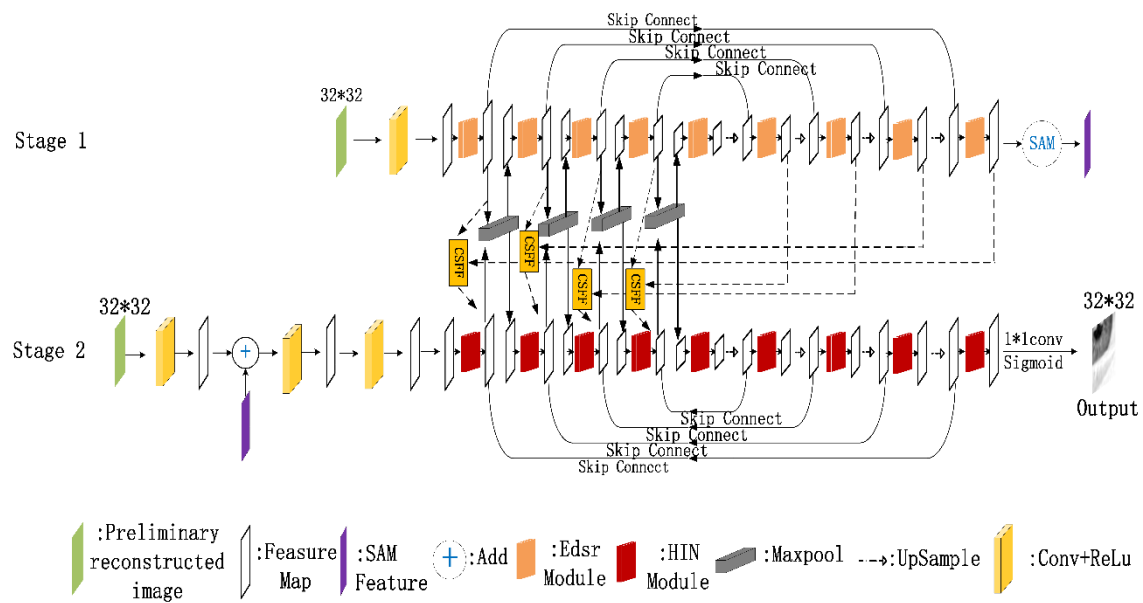 Skip Connect
Skip Connect
Skip Connect
Skip Connect
32*32
Stage 1
SAM
CSFF
CSFF
CSFF
CSFF
32*32
Stage 2
+
32*32
1*1conv
Sigmoid
Output
Skip Connect
Skip Connect
Skip Connect
Skip Connect
:Preliminary
reconstructed
image
:Feasure
Map
:SAM
Feature
+
:Add
:Edsr
Module
:HIN
Module
:Maxpool
:UpSample
:Conv+ReLu